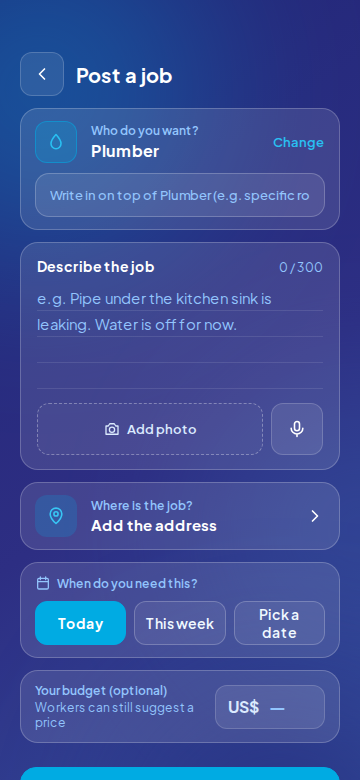 Post a job
Who do you want?
Plumber
Change
Write in on top of Plumber (e.g. specific ro
Describe the job
0 / 300
e.g. Pipe under the kitchen sink is
leaking. Water is off for now.
Add photo
Where is the job?
Add the address
When do you need this?
Today
This week
Pick a
date
Your budget (optional)
Workers can still suggest a
price
US$ —